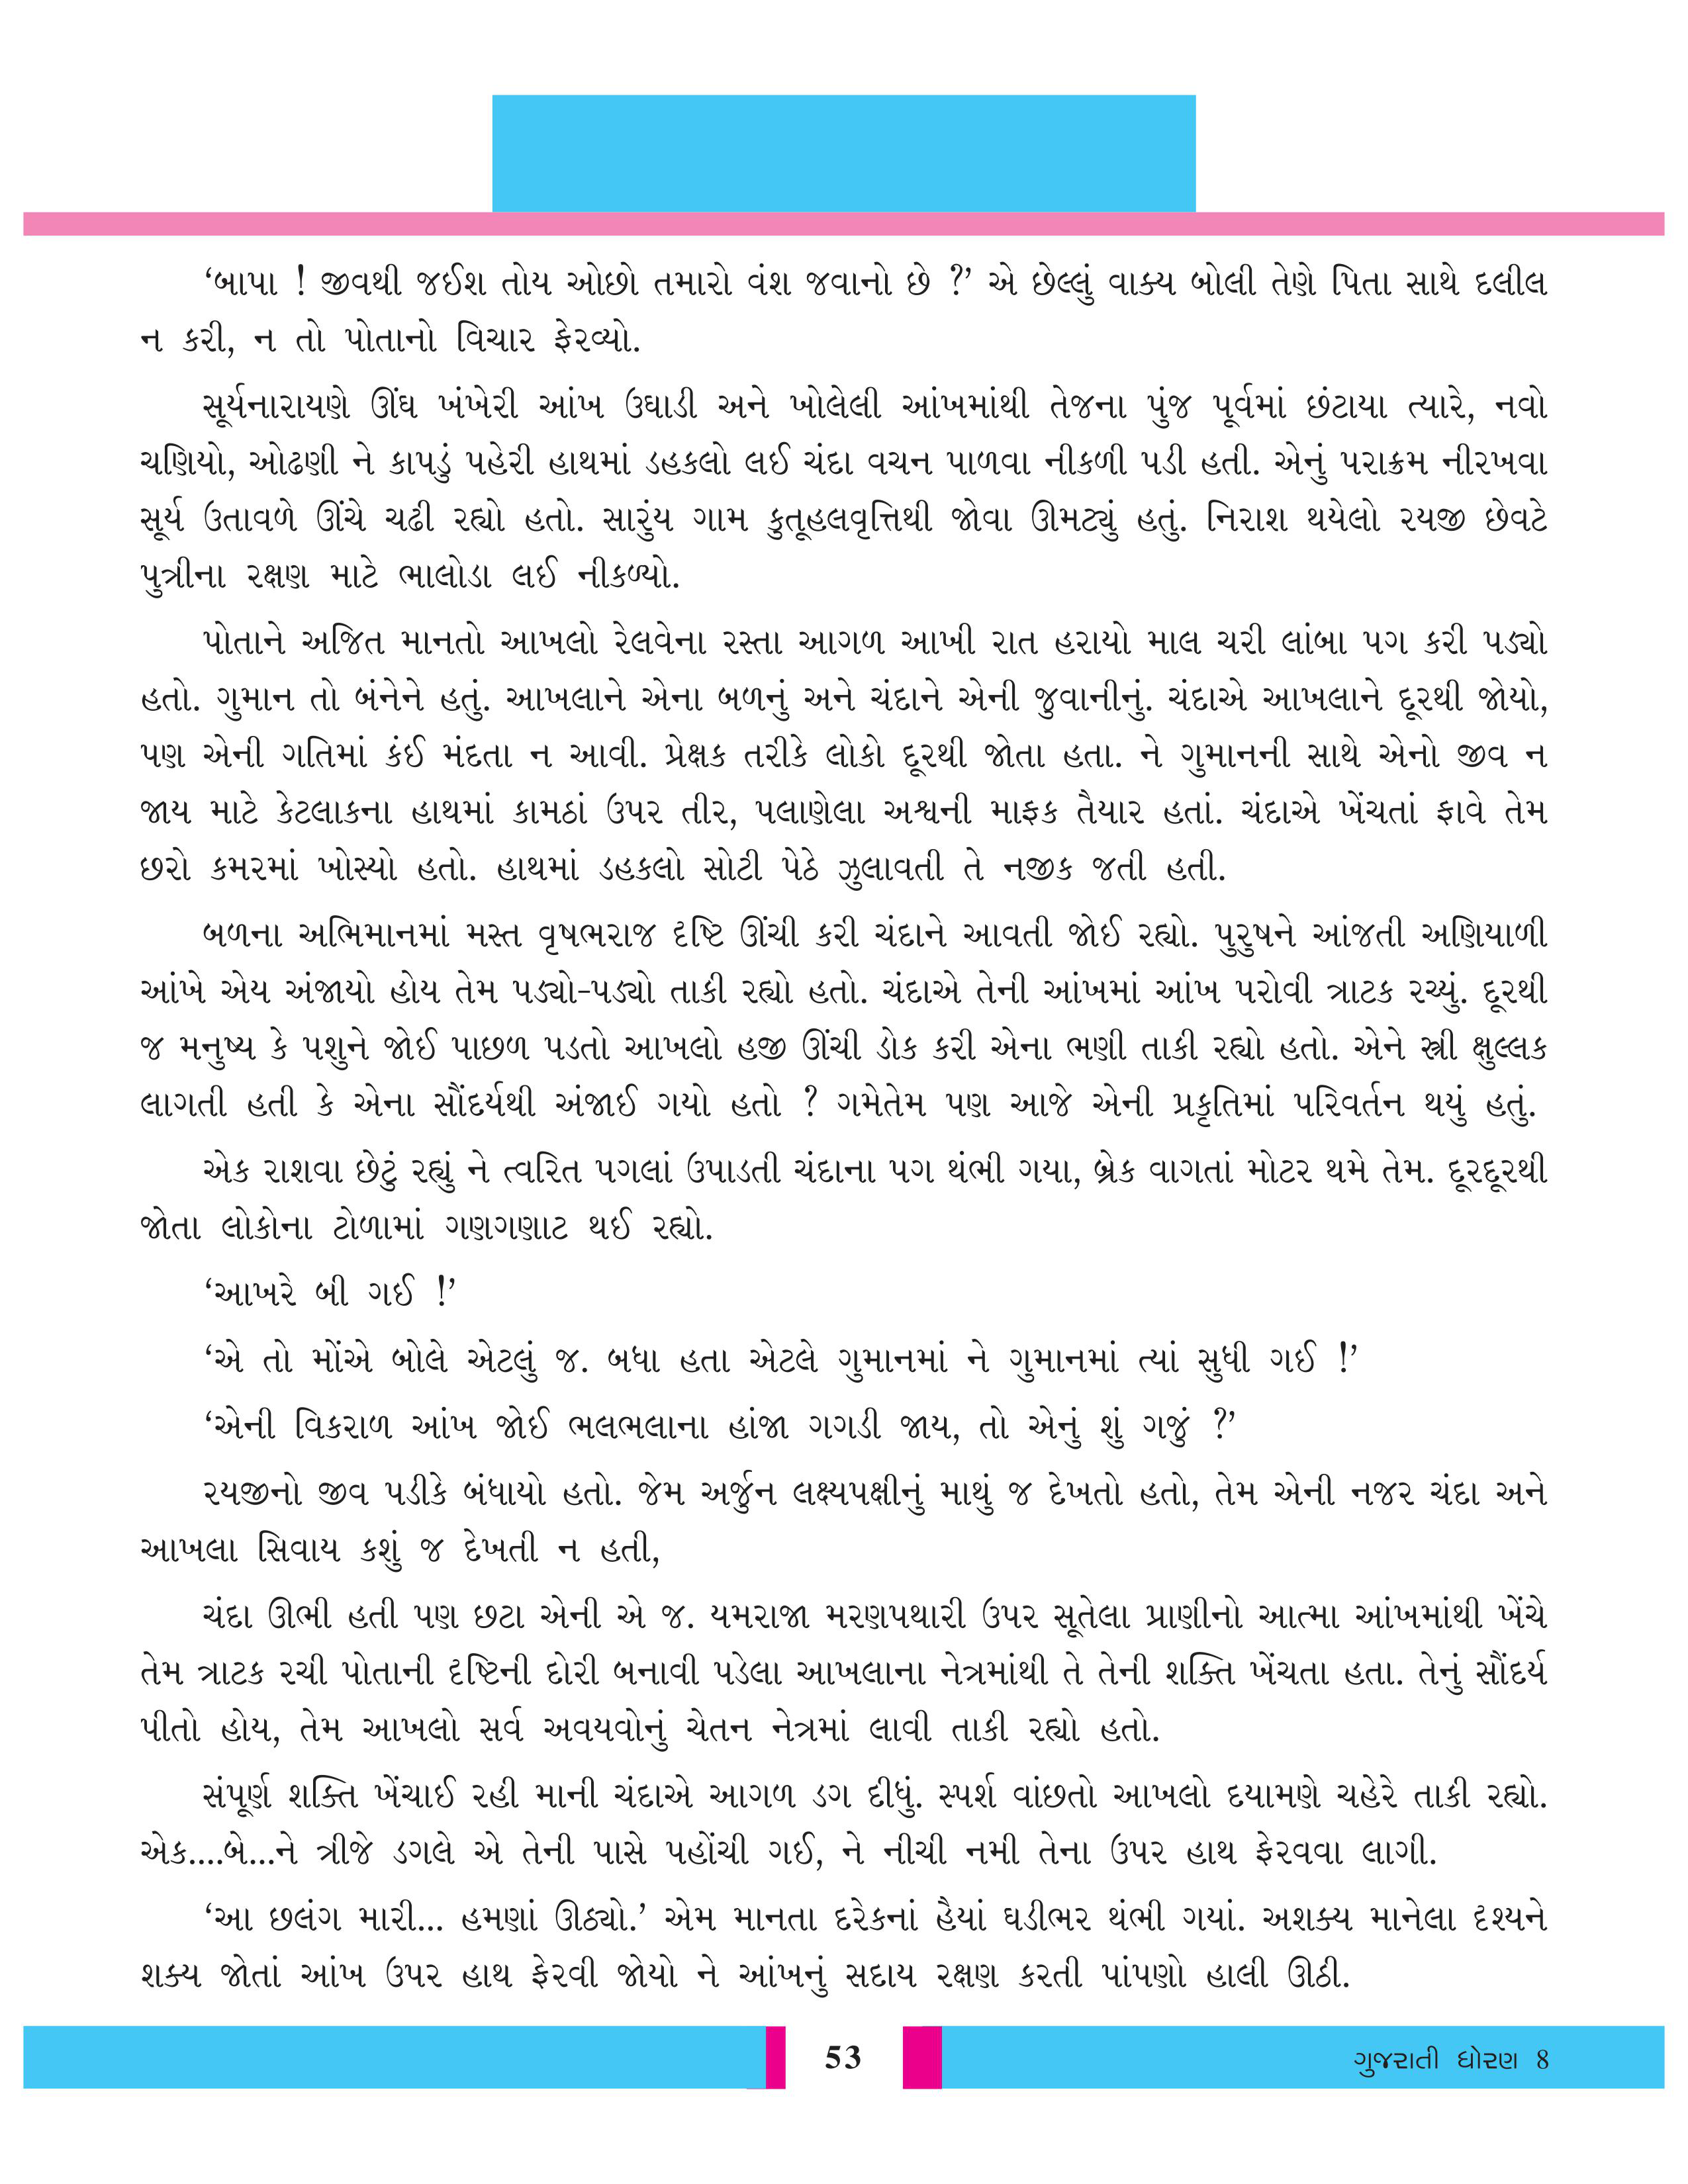 ‘બાપા ! જીવથી જઈશ તોય ઓછો તમારો વંશ જવાનો છે ?’ એ છેલ્લું વાક્ય બોલી તેણે પિતા સાથે દલીલ
ન કરી, ન તો પોતાનો વિચાર ફેરવ્યો.
સૂર્યનારાયણે ઊંઘ ખંખેરી આંખ ઉઘાડી અને ખોલેલી આંખમાંથી તેજના પુંજ પૂર્વમાં છંટાયા ત્યારે, નવો
ચણિયો, ઓઢણી ને કાપડું પહેરી હાથમાં ડહકલો લઈ ચંદા વચન પાળવા નીકળી પડી હતી. એનું પરાક્રમ નીરખવા
સૂર્ય ઉતાવળે ઊંચે ચઢી રહ્યો હતો. સારુંય ગામ કુતૂહલવૃત્તિથી જોવા ઊમટ્યું હતું. નિરાશ થયેલો રયજી છેવટે
પુત્રીના રક્ષણ માટે ભાલોડા લઈ નીકળ્યો.
પોતાને અજિત માનતો આખલો રેલવેના રસ્તા આગળ આખી રાત હરાયો માલ ચરી લાંબા પગ કરી પડ્યો
હતો. ગુમાન તો બંનેને હતું. આખલાને એના બળનું અને ચંદાને એની જુવાનીનું. ચંદાએ આખલાને દૂરથી જોયો,
પણ એની ગતિમાં કંઈ મંદતા ન આવી. પ્રેક્ષક તરીકે લોકો દૂરથી જોતા હતા. ને ગુમાનની સાથે એનો જીવ ન
જાય માટે કેટલાકના હાથમાં કામઠાં ઉપર તીર, પલાણેલા અશ્વની માફક તૈયાર હતાં. ચંદાએ ખેંચતાં ફાવે તેમ
છરો કમરમાં ખોસ્યો હતો. હાથમાં ડહકલો સોટી પેઠે ઝુલાવતી તે નજીક જતી હતી.
બળના અભિમાનમાં મસ્ત વૃષભરાજ દૃષ્ટિ ઊંચી કરી ચંદાને આવતી જોઈ રહ્યો. પુરુષને આંજતી અણિયાળી
આંખે એય અંજાયો હોય તેમ પડ્યો-પડ્યો તાકી રહ્યો હતો. ચંદાએ તેની આંખમાં આંખ પરોવી ત્રાટક રચ્યું. દૂરથી
જ મનુષ્ય કે પશુને જોઈ પાછળ પડતો આખલો હજી ઊંચી ડોક કરી એના ભણી તાકી રહ્યો હતો. એને સ્ત્રી ક્ષુલ્લક
લાગતી હતી કે એના સૌંદર્યથી અંજાઈ ગયો હતો ? ગમેતેમ પણ આજે એની પ્રકૃતિમાં પરિવર્તન થયું હતું.
એક રાશવા છેટું રહ્યું ને ત્વરિત પગલાં ઉપાડતી ચંદાના પગ થંભી ગયા, બ્રેક વાગતાં મોટર થમે તેમ. દૂરદૂરથી
જોતા લોકોના ટોળામાં ગણગણાટ થઈ રહ્યો.
‘આખરે બી ગઈ !’
‘એ તો મોંએ બોલે એટલું જ. બધા હતા એટલે ગુમાનમાં ને ગુમાનમાં ત્યાં સુધી ગઈ !’
‘એની વિકરાળ આંખ જોઈ ભલભલાના હાંજા ગગડી જાય, તો એનું શું ગજું ?’
રયજીનો જીવ પડીકે બંધાયો હતો. જેમ અર્જુન લક્ષ્યપક્ષીનું માથું જ દેખતો હતો, તેમ એની નજર ચંદા અને
આખલા સિવાય કશું જ દેખતી ન હતી,
ચંદા ઊભી હતી પણ છટા એની એ જ. યમરાજા મરણપથારી ઉપર સૂતેલા પ્રાણીનો આત્મા આંખમાંથી ખેંચે
તેમ ત્રાટક રચી પોતાની દૃષ્ટિની દોરી બનાવી પડેલા આખલાના નેત્રમાંથી તે તેની શક્તિ ખેંચતા હતા. તેનું સૌંદર્ય
પીતો હોય, તેમ આખલો સર્વ અવયવોનું ચેતન નેત્રમાં લાવી તાકી રહ્યો હતો.
સંપૂર્ણ શક્તિ ખેંચાઈ રહી માની ચંદાએ આગળ ડગ દીધું. સ્પર્શ વાંછતો આખલો દયામણે ચહેરે તાકી રહ્યો.
એક....બે...ને ત્રીજે ડગલે એ તેની પાસે પહોંચી ગઈ, ને નીચી નમી તેના ઉપર હાથ ફેરવવા લાગી.
‘આ છલંગ મારી... હમણાં ઊઠ્યો.’ એમ માનતા દરેકનાં હૈયાં ઘડીભર થંભી ગયાં. અશક્ય માનેલા દૃશ્યને
શક્ય જોતાં આંખ ઉપર હાથ ફેરવી જોયો ને આંખનું સદાય રક્ષણ કરતી પાંપણો હાલી ઊઠી.
53
ગુજરાતી ધોરણ 8